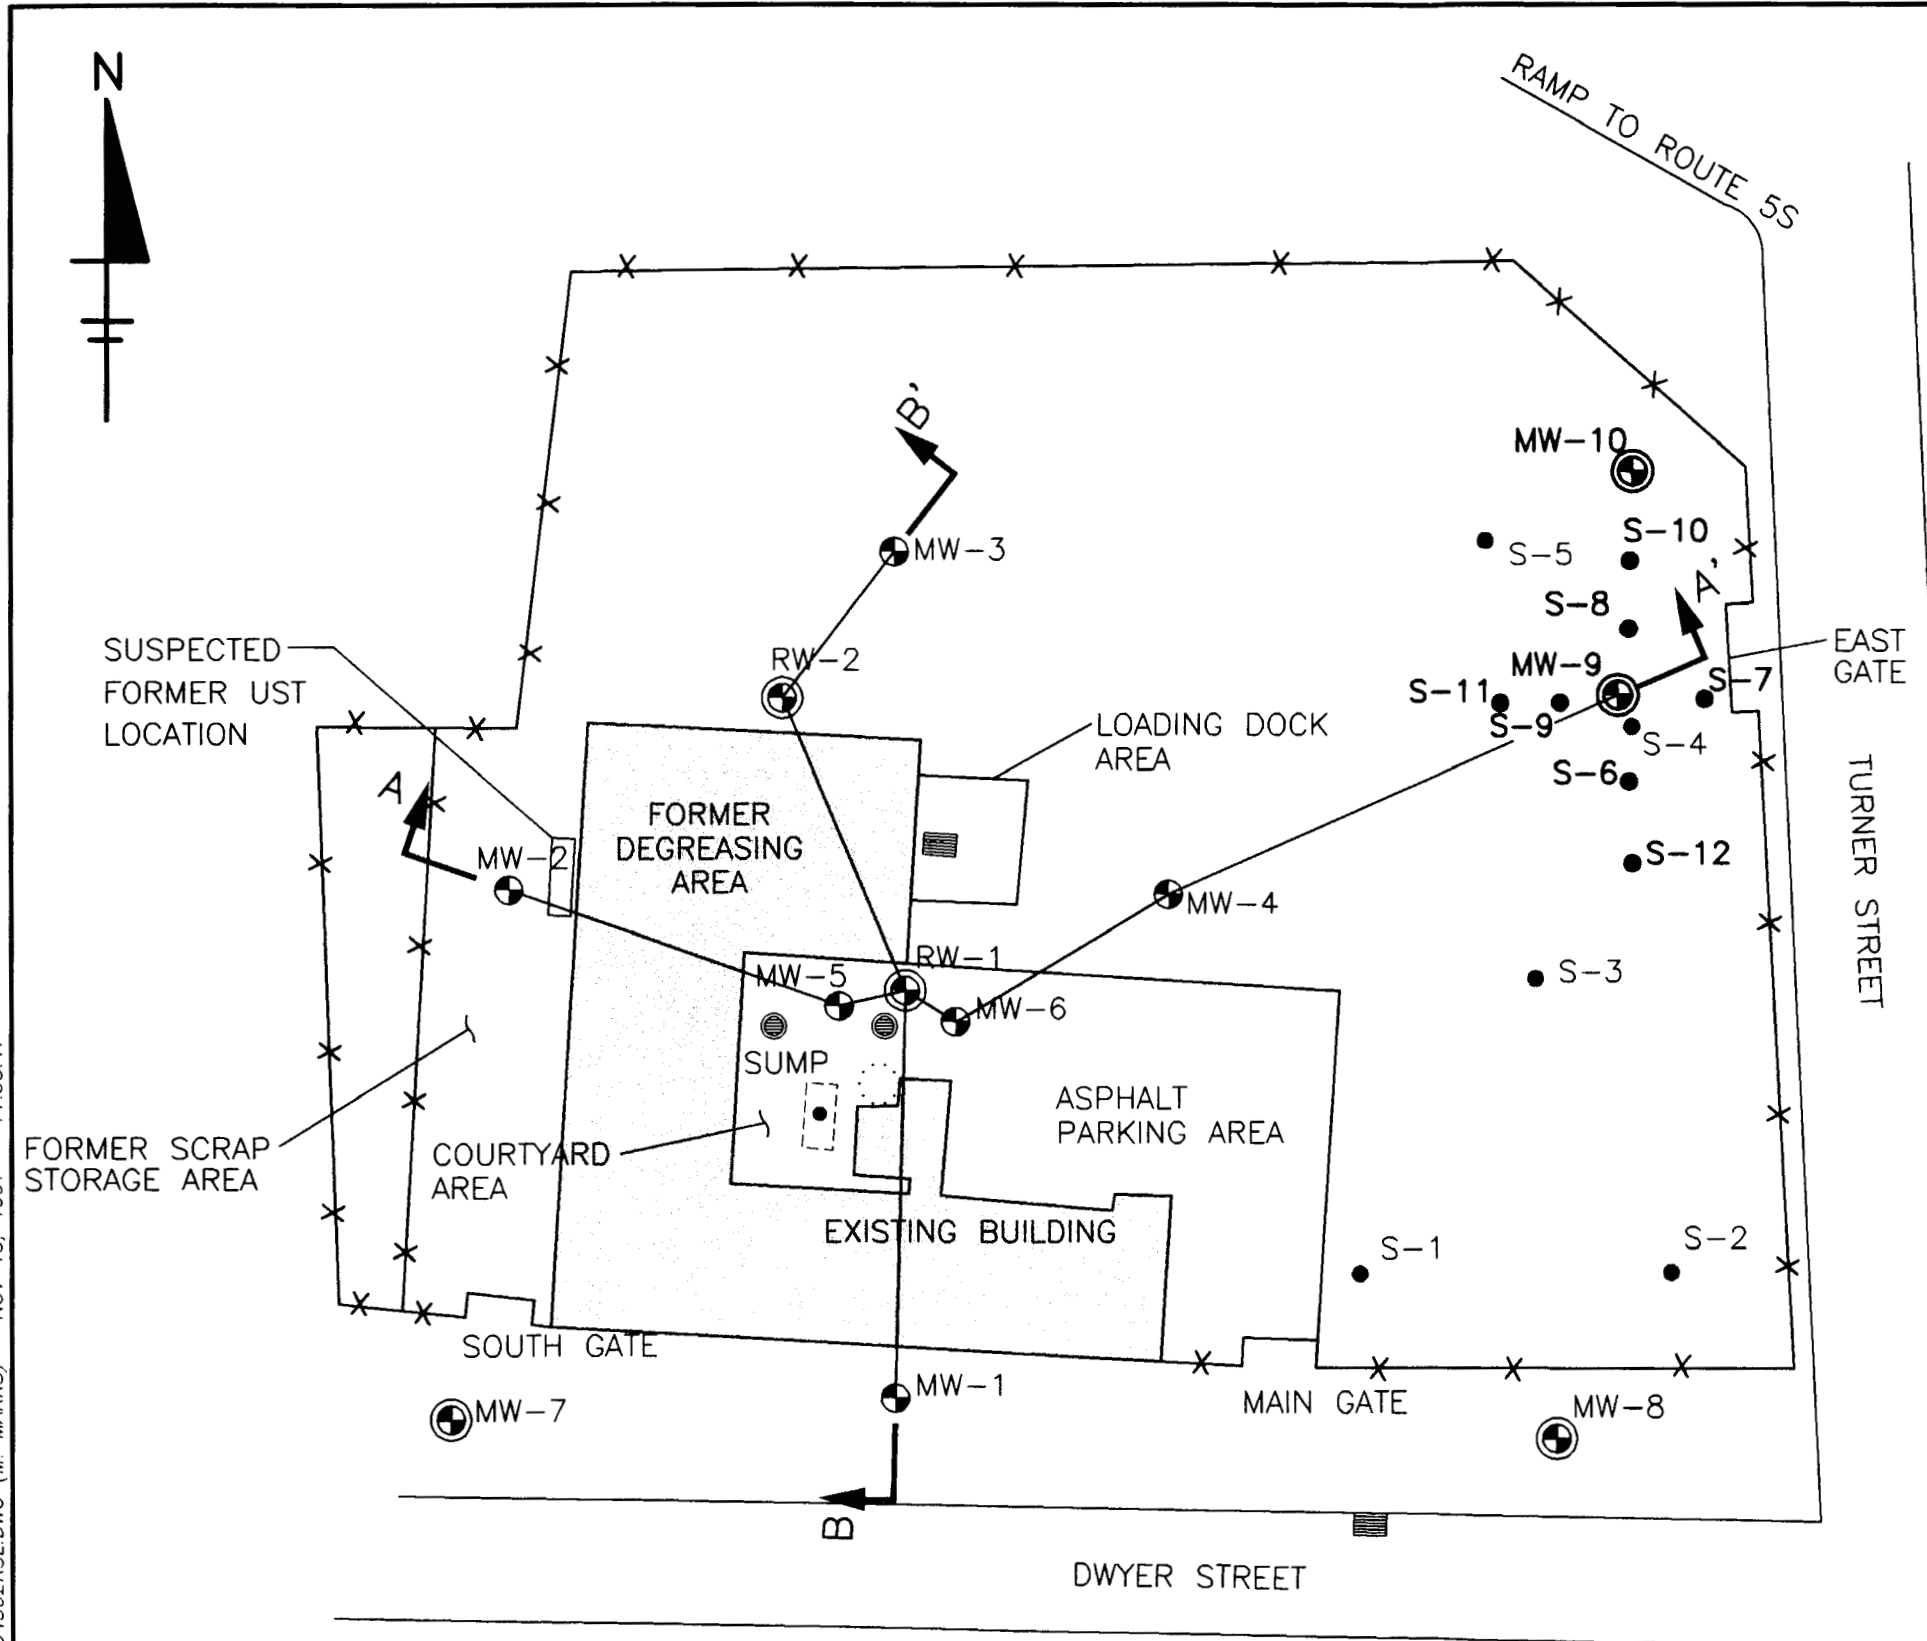 N
RAMP TO ROUTE 5S
B'
MW-10
S-10
MW-3
S-5
A'
S-8
SUSPECTED
FORMER UST
LOCATION
RW-2
EAST
GATE
MW-9
S-7
S-11
S-9
LOADING DOCK
AREA
S-4
S-6
A
TURNER STREET
FORMER
DEGREASING
AREA
MW-2
S-12
MW-4
RW-1
MW-5
S-3
MW-6
SUMP
ASPHALT
PARKING AREA
FORMER SCRAP
STORAGE AREA
COURTYARD
AREA
EXISTING BUILDING
S-1
S-2
SOUTH GATE
MW-1
MAIN GATE
MW-7
MW-8
B
DWYER STREET